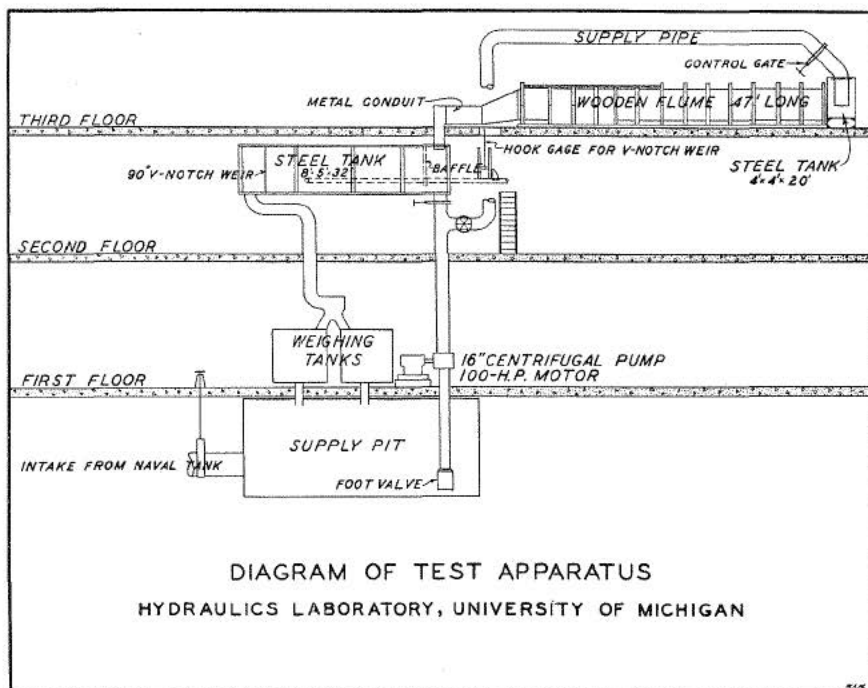 SUPPLY PIPE
CONTROL GATE
METAL CONDUIT
WOODEN FLUME 47' LONG
THIRD FLOOR
HOOK GAGE FOR V-NOTCH WEIR
STEEL TANK
4'x4'x20'
STEEL TANK
8'·5'·32'
BAFFLE
90° V-NOTCH WEIR
SECOND FLOOR
WEIGHING
TANKS
16" CENTRIFUGAL PUMP
100-H.P. MOTOR
FIRST FLOOR
SUPPLY PIT
INTAKE FROM NAVAL TANK
FOOT VALVE
DIAGRAM OF TEST APPARATUS
HYDRAULICS LABORATORY, UNIVERSITY OF MICHIGAN